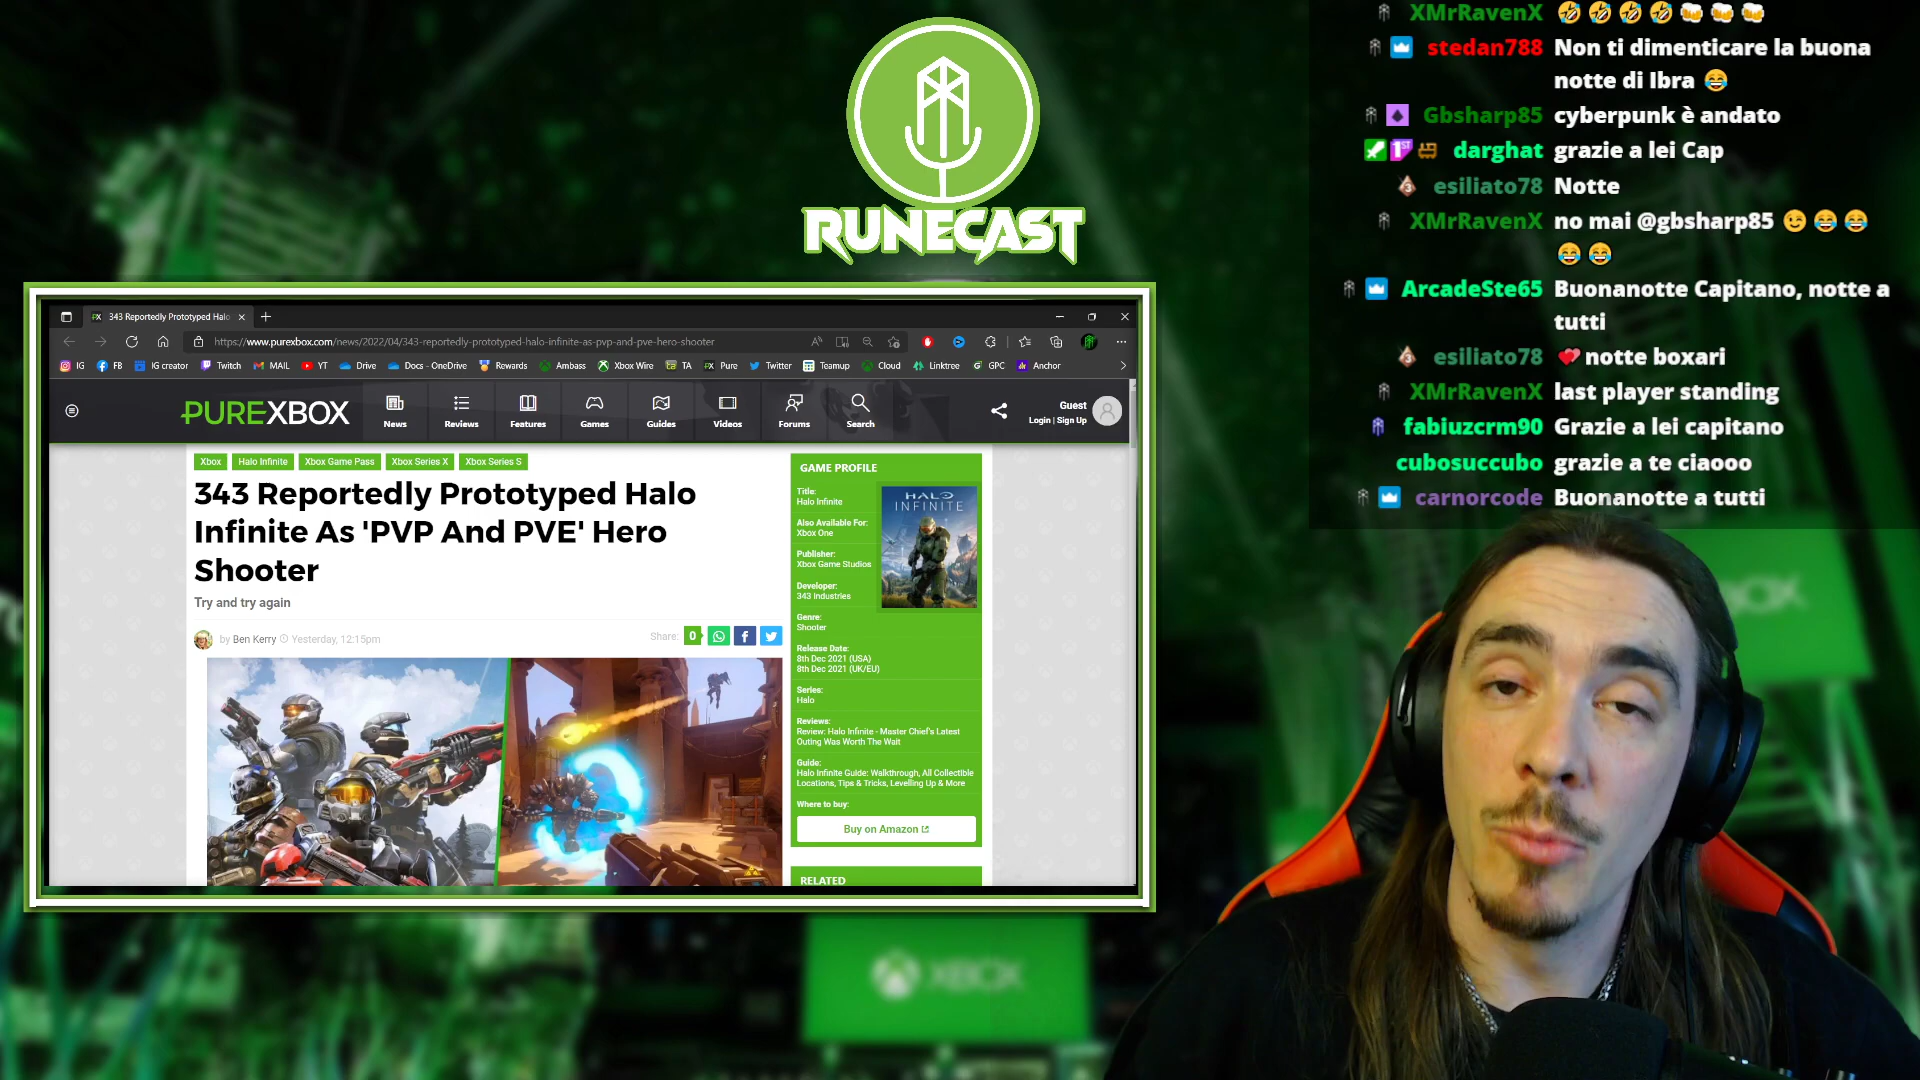 RUNECAST
343 Reportedly Prototyped Halo
https://www.purexbox.com/news/2022/04/343-reportedly-prototyped-halo-infinite-as-pvp-and-pve-hero-shooter
IG FB IG creator Twitch MAIL YT Drive Docs - OneDrive Rewards Ambass Xbox Wire TA Pure Twitter Teamup Cloud Linktree GPC Anchor
PUREXBOX
News Reviews Features Games Guides Videos Forums Search
Guest
Login | Sign Up
Xbox Halo Infinite Xbox Game Pass Xbox Series X Xbox Series S
343 Reportedly Prototyped Halo
Infinite As 'PVP And PVE' Hero
Shooter
Try and try again
by Ben Kerry Yesterday, 12:15pm
Share: 0
GAME PROFILE
Title:
Halo Infinite
Also Available For:
Xbox One
Publisher:
Xbox Game Studios
Developer:
343 Industries
Genre:
Shooter
Release Date:
8th Dec 2021 (USA)
8th Dec 2021 (UK/EU)
Series:
Halo
Reviews:
Review: Halo Infinite - Master Chief's Latest
Outing Was Worth The Wait
Guide:
Halo Infinite Guide: Walkthrough, All Collectible
Locations, Tips & Tricks, Levelling Up & More
Where to buy:
Buy on Amazon
RELATED
HALO
INFINITE
XMrRavenX 🤣 🤣 🤣 🤣 🍻 🍻 🍻
stedan788 Non ti dimenticare la buona
notte di Ibra 😂
Gbsharp85 cyberpunk è andato
darghat grazie a lei Cap
esiliato78 Notte
XMrRavenX no mai @gbsharp85 😉 😂 😂
😂 😂
ArcadeSte65 Buonanotte Capitano, notte a
tutti
esiliato78 notte boxari
XMrRavenX last player standing
fabiuzcrm90 Grazie a lei capitano
cubosuccubo grazie a te ciaooo
carnorcode Buonanotte a tutti
XBOX
XBOX